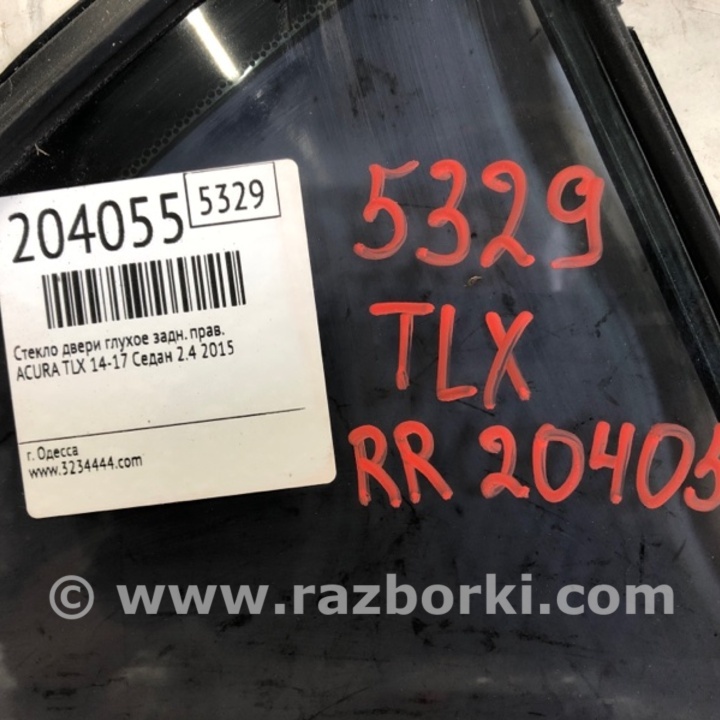 204055 5329
Стекло двери глухое задн. прав.
ACURA TLX 14-17 Седан 2.4 2015
г. Одесса
www.3234444.com
5329
TLX
RR 20405
© www.razborki.com